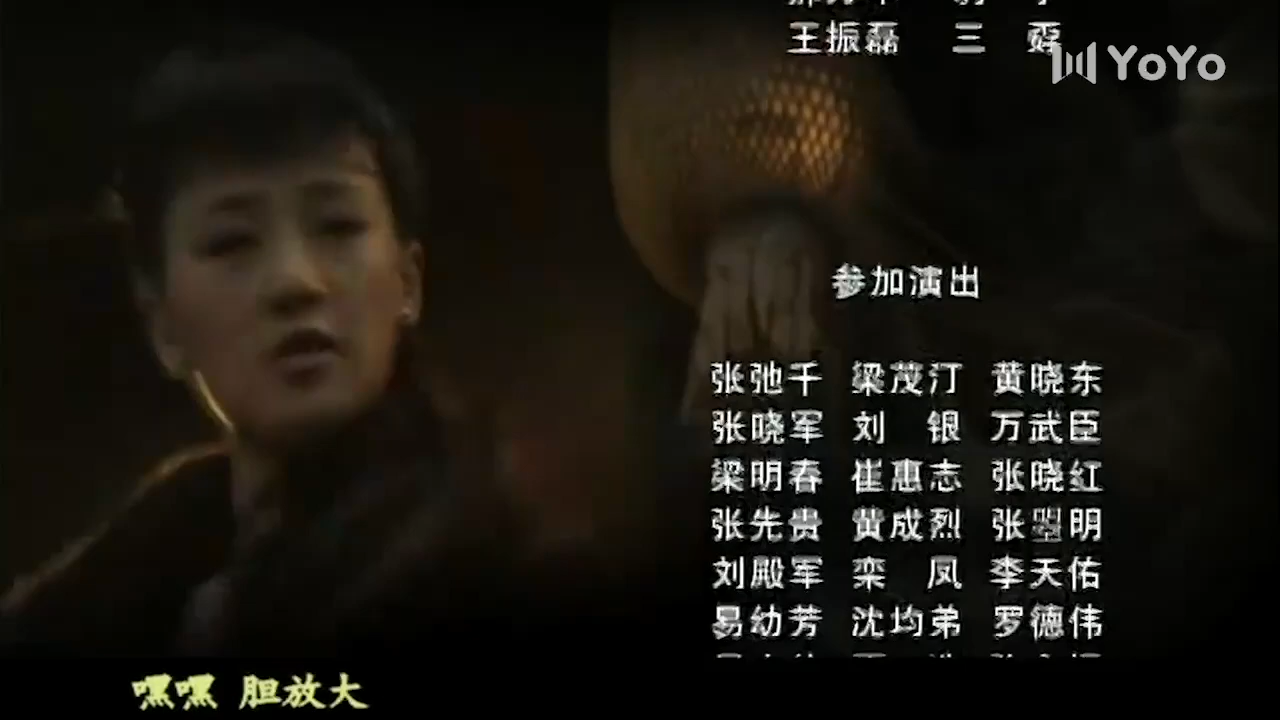 王振磊 三
YoYo
参加演出
张弛千 梁茂汀 黄晓东
张晓军 刘 银 万武臣
梁明春 崔惠志 张晓红
张先贵 黄成烈 张 明
刘殿军 栾 凤 李天佑
易幼芳 沈均弟 罗德伟
嘿嘿 胆放大